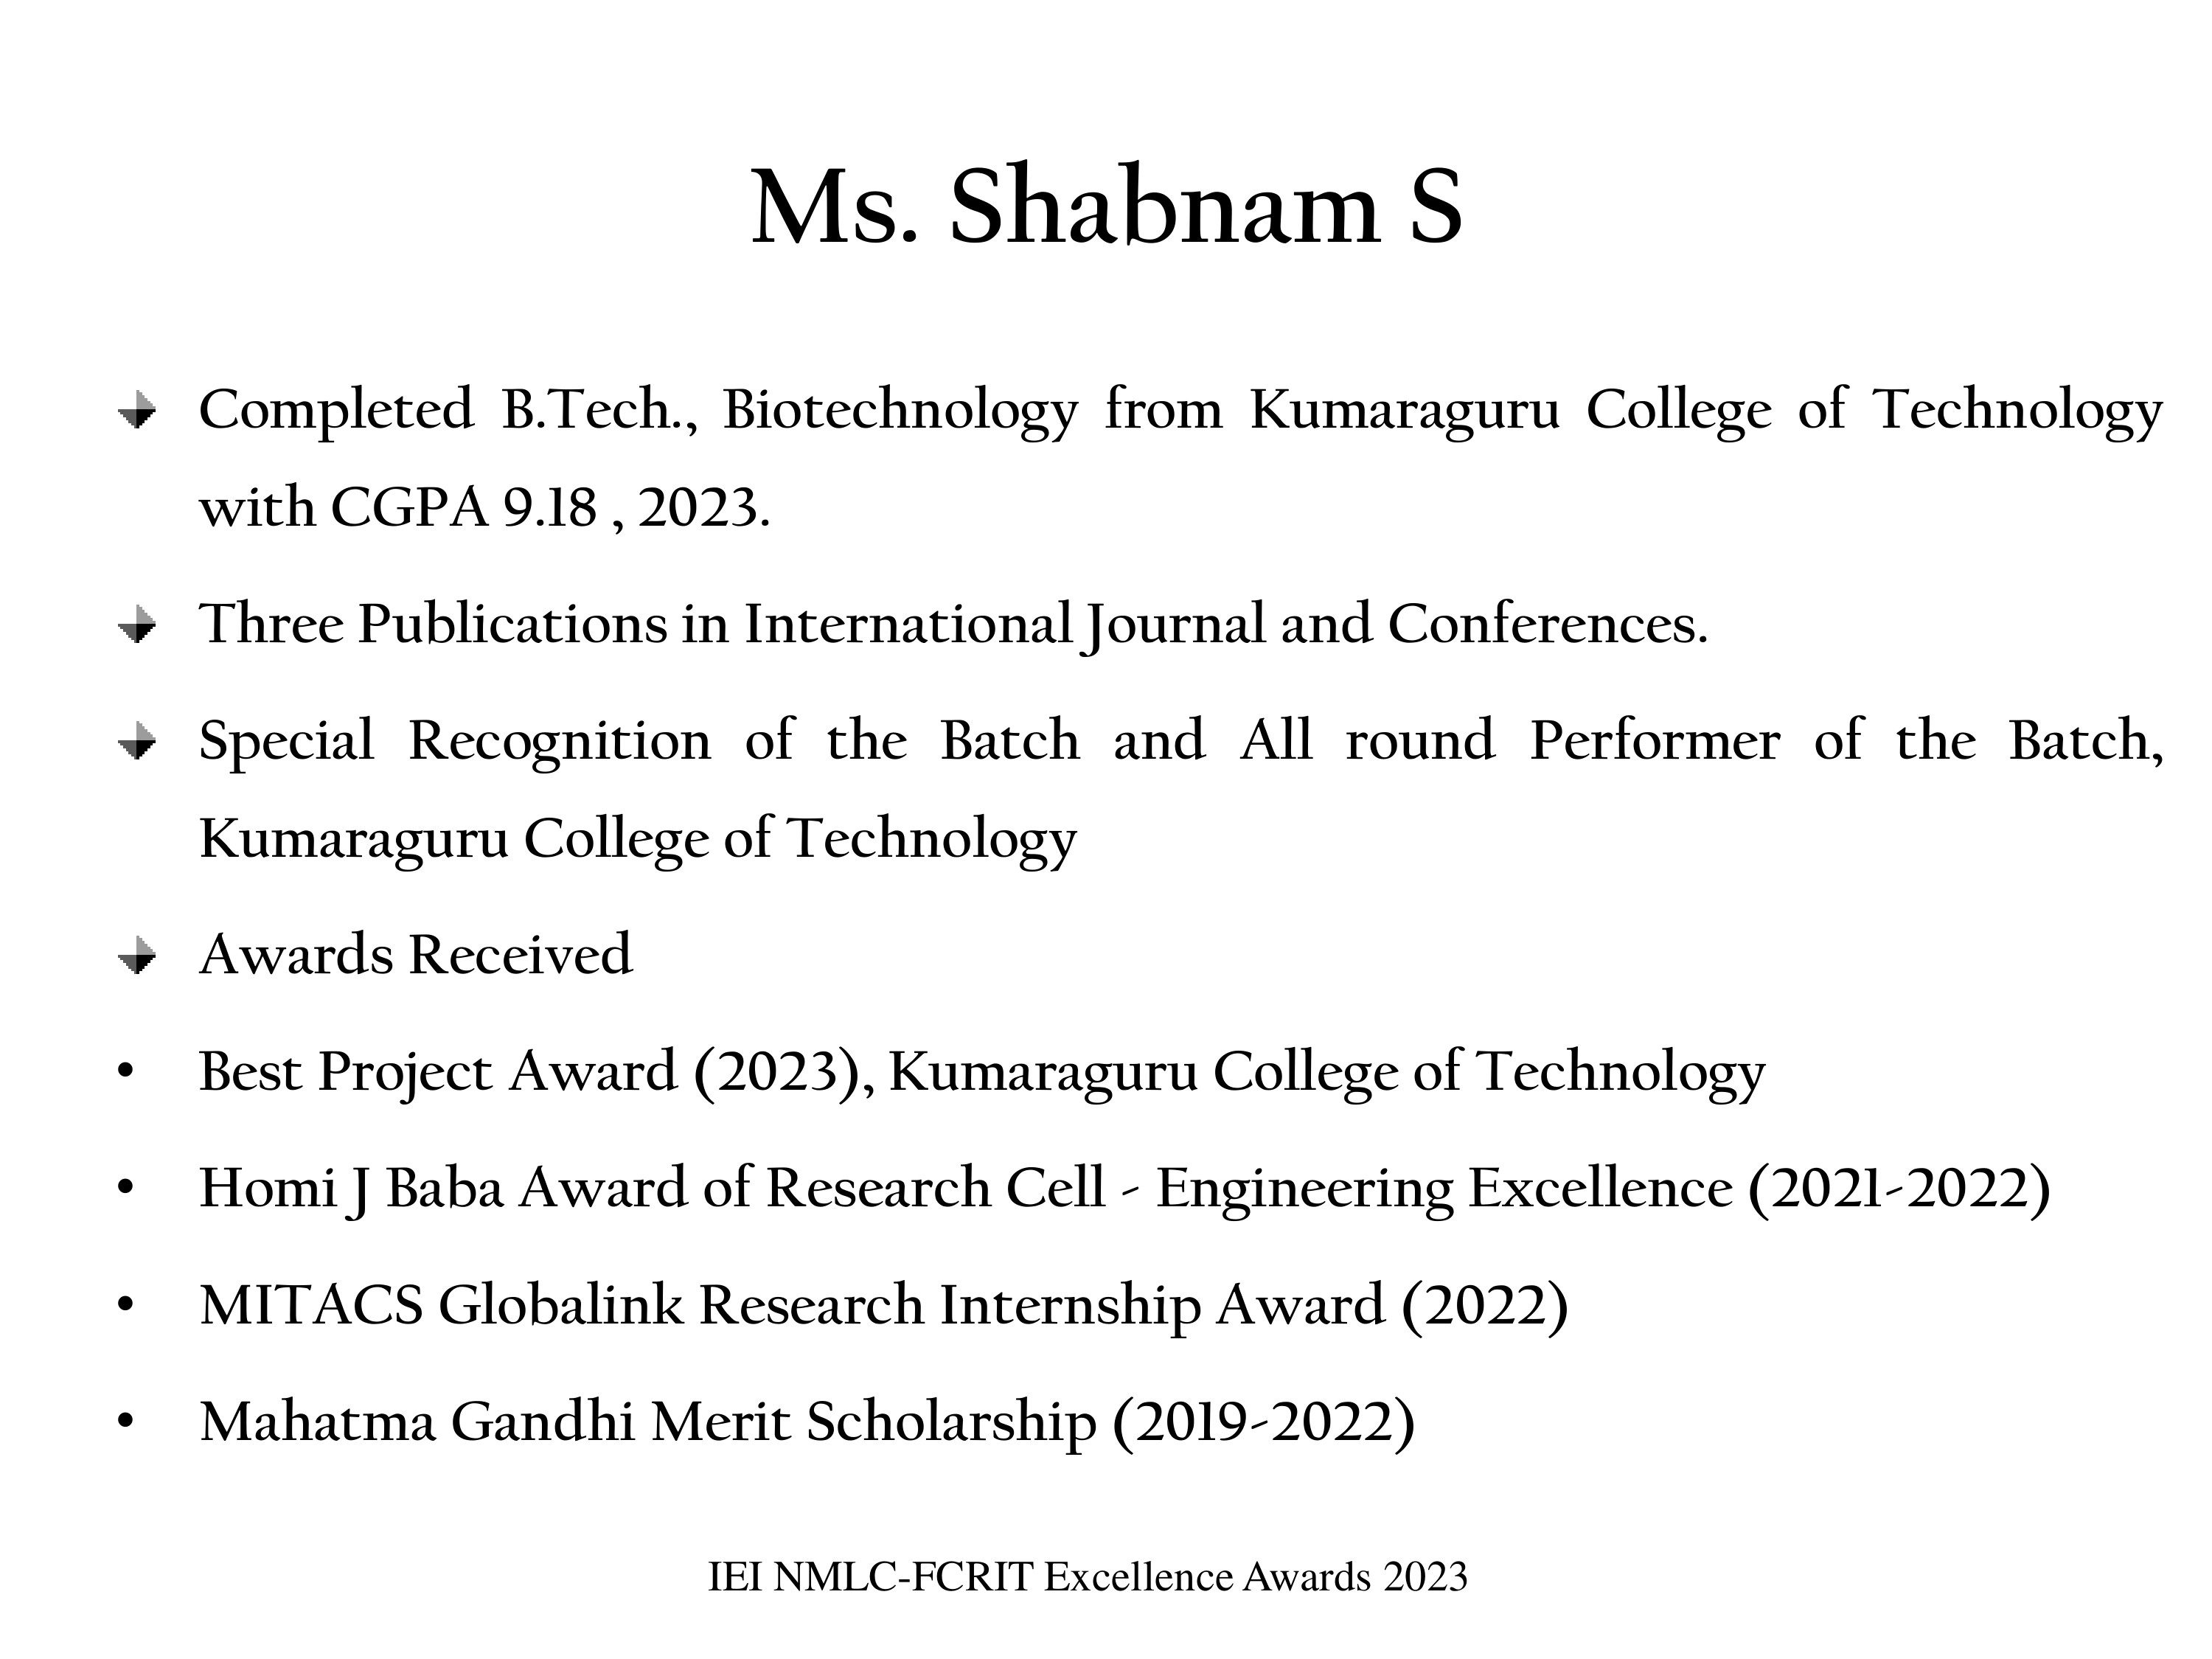 Ms. Shabnam S
Completed B.Tech., Biotechnology from Kumaraguru College of Technology
with CGPA 9.18 , 2023.
Three Publications in International Journal and Conferences.
Special Recognition of the Batch and All round Performer of the Batch,
Kumaraguru College of Technology
Awards Received
• Best Project Award (2023), Kumaraguru College of Technology
• Homi J Baba Award of Research Cell - Engineering Excellence (2021-2022)
• MITACS Globalink Research Internship Award (2022)
• Mahatma Gandhi Merit Scholarship (2019-2022)
IEI NMLC-FCRIT Excellence Awards 2023